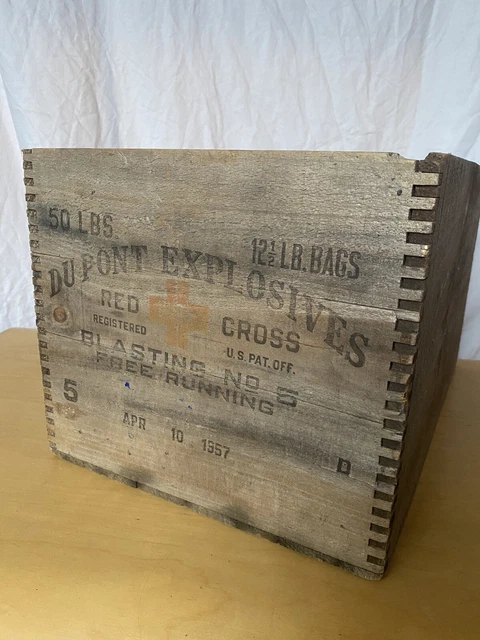 50 LBS.
12½ LB. BAGS
DU PONT EXPLOSIVES
RED CROSS
REGISTERED U.S. PAT. OFF.
BLASTING NO 5
FREE RUNNING
5
APR 10 1957
D